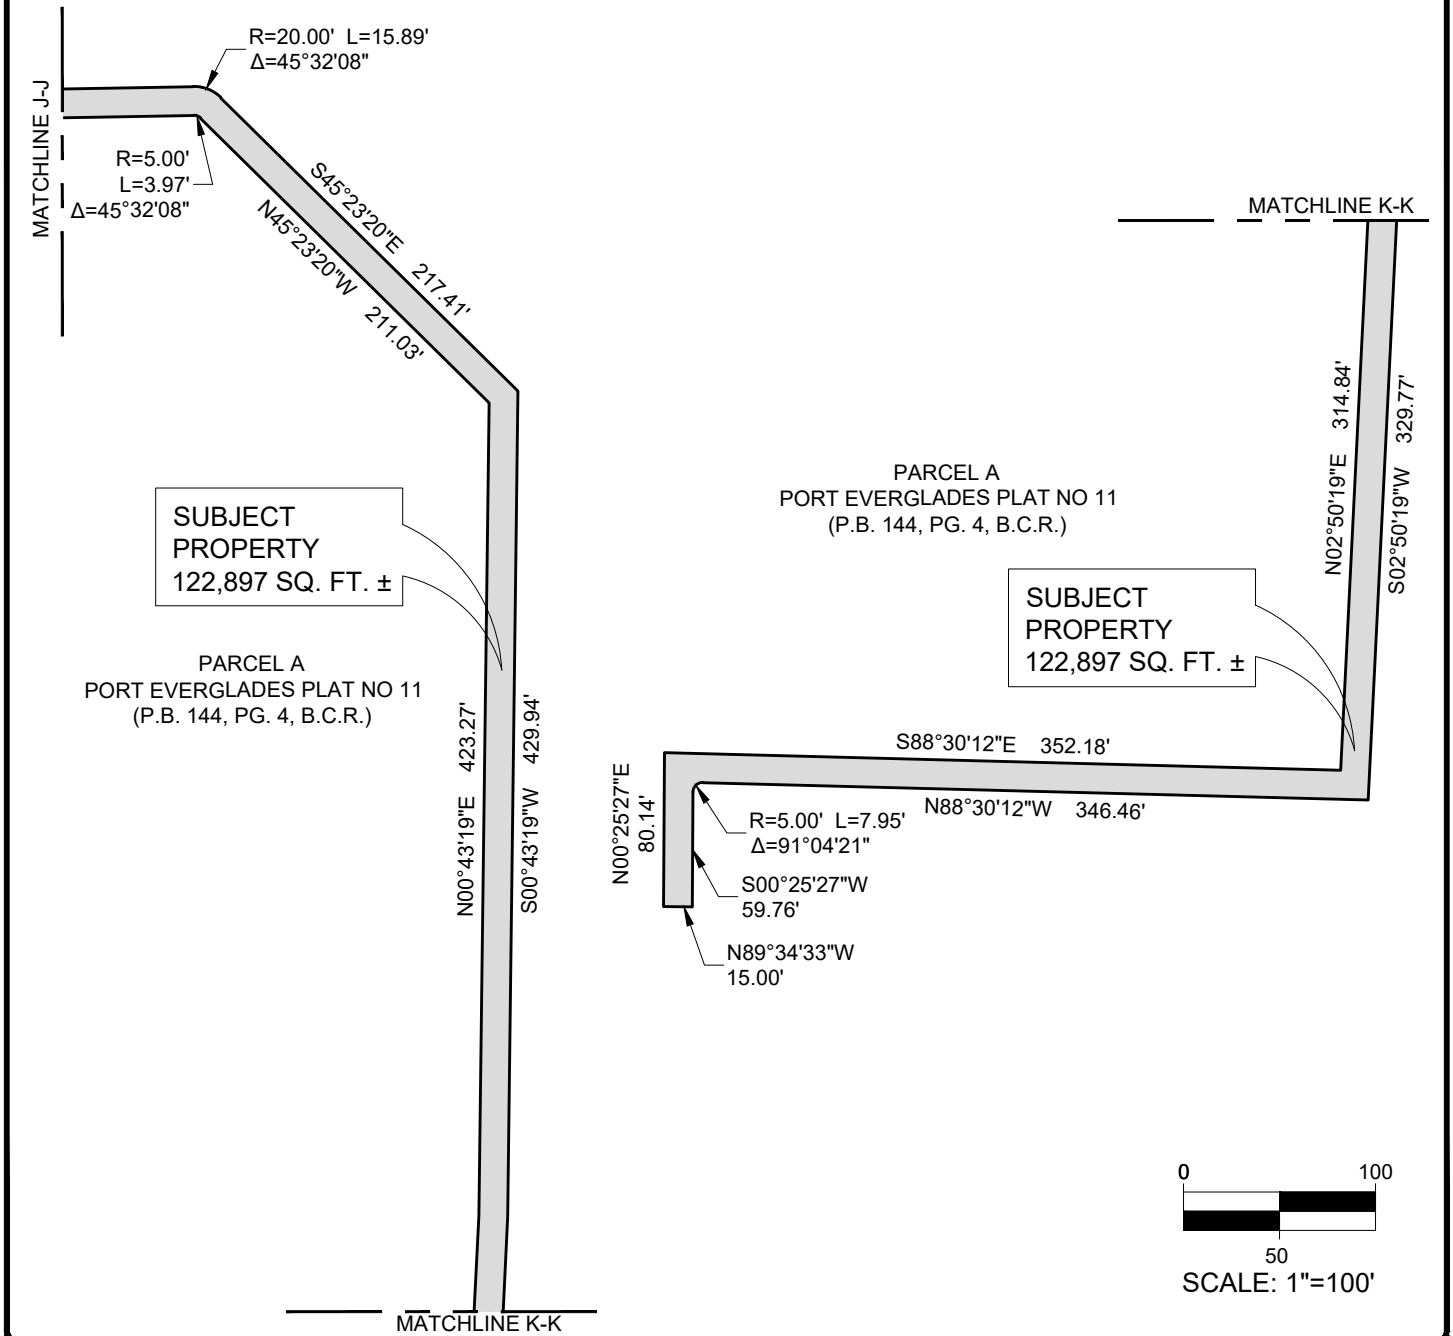 R=20.00' L=15.89'
Δ=45°32'08"
MATCHLINE J-J
R=5.00'
L=3.97'
Δ=45°32'08"
S45°23'20"E 217.41'
N45°23'20"W 211.03'
SUBJECT
PROPERTY
122,897 SQ. FT. ±
PARCEL A
PORT EVERGLADES PLAT NO 11
(P.B. 144, PG. 4, B.C.R.)
N00°43'19"E 423.27'
S00°43'19"W 429.94'
MATCHLINE K-K
MATCHLINE K-K
N02°50'19"E 314.84'
S02°50'19"W 329.77'
PARCEL A
PORT EVERGLADES PLAT NO 11
(P.B. 144, PG. 4, B.C.R.)
SUBJECT
PROPERTY
122,897 SQ. FT. ±
S88°30'12"E 352.18'
N88°30'12"W 346.46'
N00°25'27"E
80.14'
R=5.00' L=7.95'
Δ=91°04'21"
S00°25'27"W
59.76'
N89°34'33"W
15.00'
0 100
50
SCALE: 1"=100'